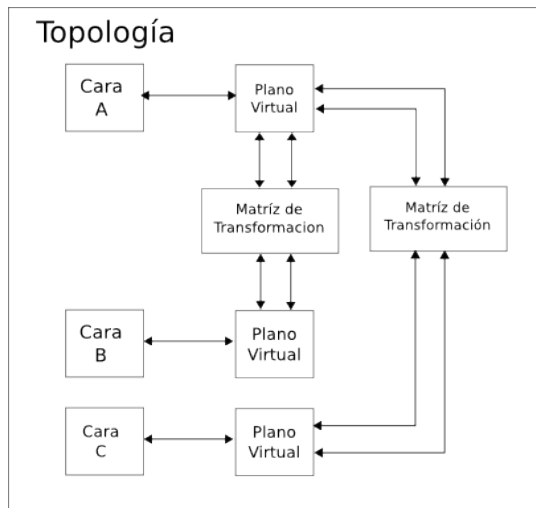 Topología
Cara
A
Plano
Virtual
Matríz de
Transformacion
Matríz de
Transformación
Cara
B
Plano
Virtual
Cara
C
Plano
Virtual